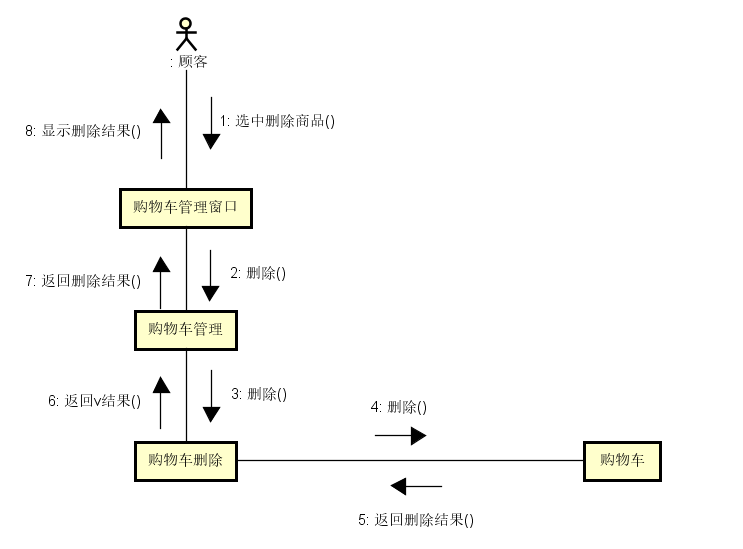 : 顾客
1: 选中删除商品()
8: 显示删除结果()
购物车管理窗口
2: 删除()
7: 返回删除结果()
购物车管理
3: 删除()
6: 返回v结果()
4: 删除()
购物车删除
购物车
5: 返回删除结果()